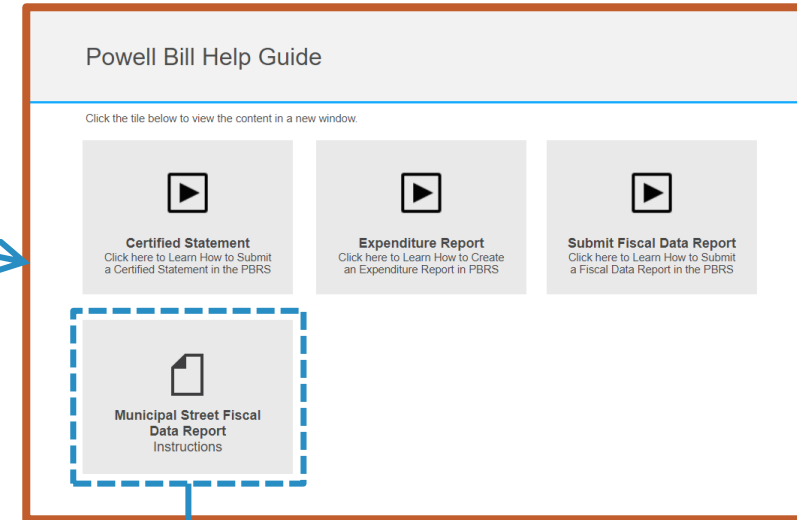 Powell Bill Help Guide
Click the tile below to view the content in a new window.
Certified Statement
Click here to Learn How to Submit
a Certified Statement in the PBRS
Expenditure Report
Click here to Learn How to Create
an Expenditure Report in PBRS
Submit Fiscal Data Report
Click here to Learn How to Submit
a Fiscal Data Report in the PBRS
Municipal Street Fiscal
Data Report
Instructions